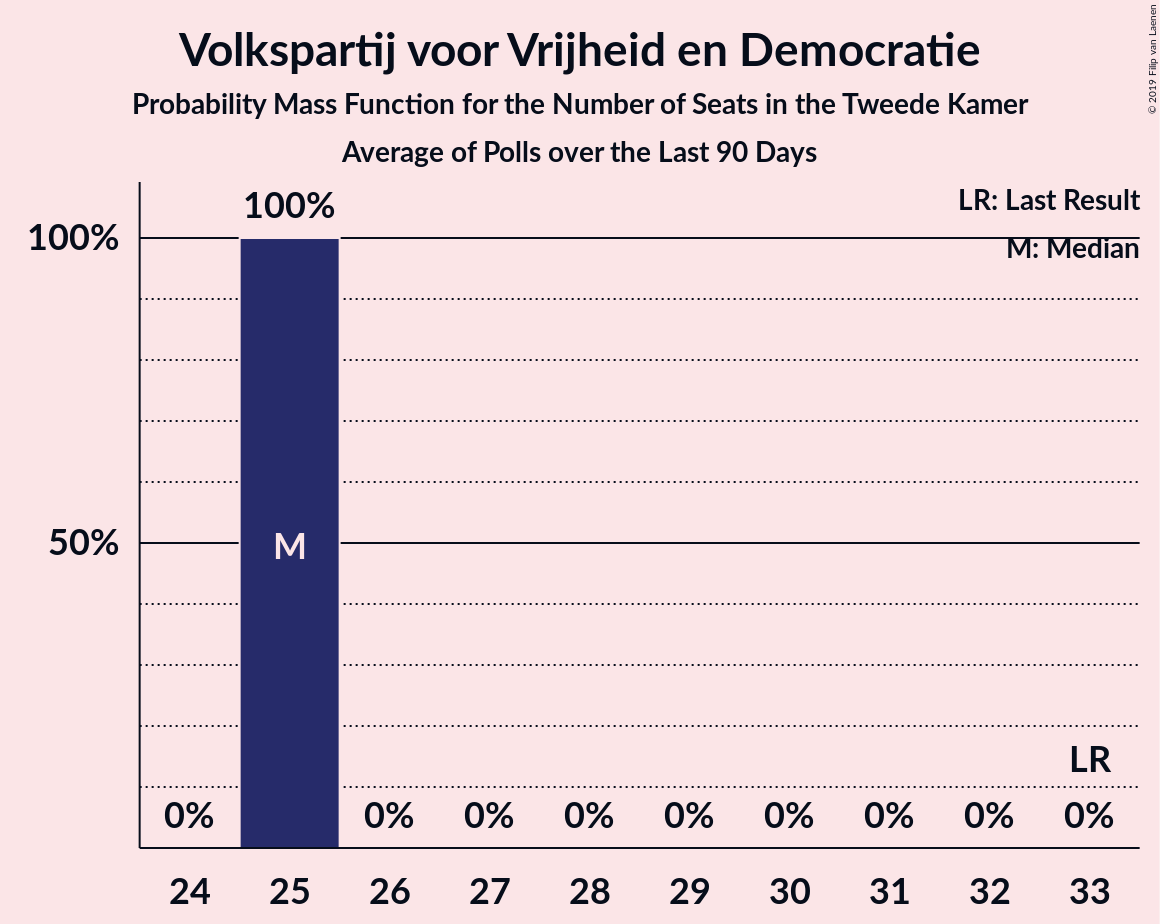 Volkspartij voor Vrijheid en Democratie
Probability Mass Function for the Number of Seats in the Tweede Kamer
Average of Polls over the Last 90 Days
© 2019 Filip van Laenen
LR: Last Result
M: Median
100%
100%
50%
M
LR
0% 0% 0% 0% 0% 0% 0% 0% 0%
24 25 26 27 28 29 30 31 32 33